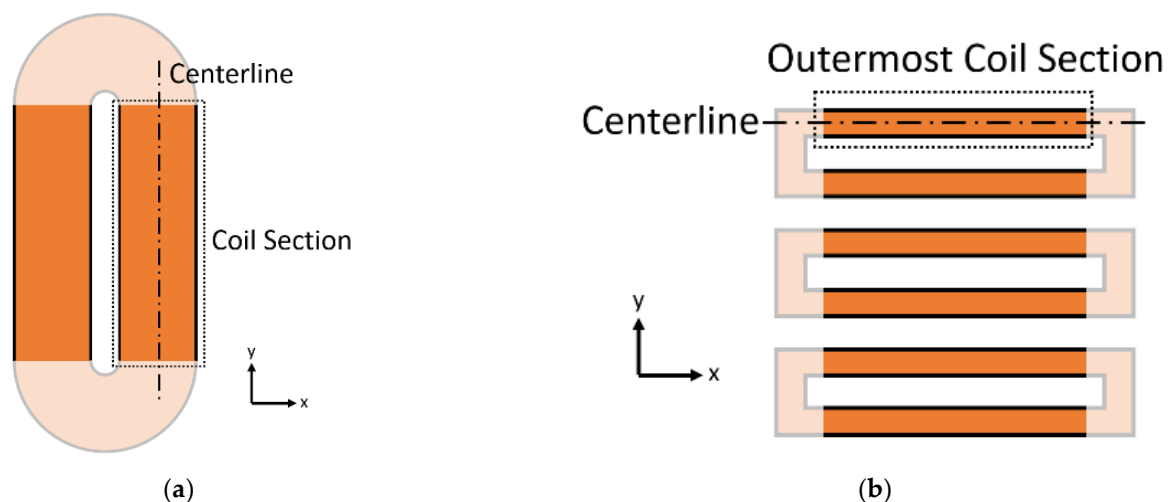 Centerline
Coil Section
y
x
(a)
Outermost Coil Section
Centerline
y
x
(b)